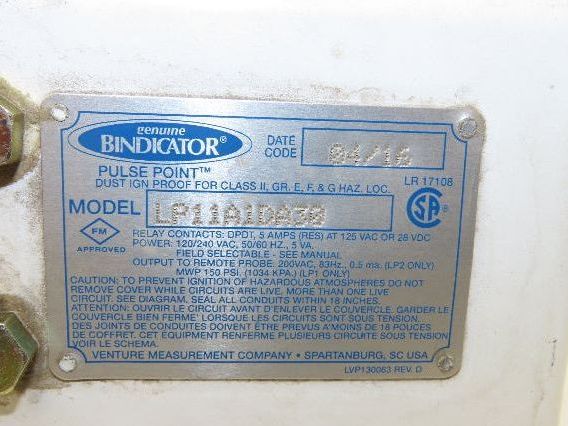 genuine
BINDICATOR®
DATE CODE 04/16
PULSE POINT™
DUST IGN PROOF FOR CLASS II, GR. E, F, & G HAZ. LOC. LR 17108
MODEL LP11A1DA30
FM APPROVED
SA
RELAY CONTACTS: DPDT, 5 AMPS (RES) AT 125 VAC OR 28 VDC
POWER: 120/240 VAC, 50/60 HZ., 5 VA.
FIELD SELECTABLE - SEE MANUAL
OUTPUT TO REMOTE PROBE: 200VAC, 83Hz., 0.5 ma. (LP2 ONLY)
MWP 150 PSI, (1034 KPA.) (LP1 ONLY)
CAUTION: TO PREVENT IGNITION OF HAZARDOUS ATMOSPHERES DO NOT
REMOVE COVER WHILE CIRCUITS ARE LIVE. MORE THAN ONE LIVE
CIRCUIT. SEE DIAGRAM, SEAL ALL CONDUITS WITHIN 18 INCHES.
ATTENTION: OUVRIR LE CIRCUIT AVANT D'ENLEVER LE COUVERCLE. GARDER LE
COUVERCLE BIEN FERME' LORSQUE LES CIRCUITS SONT SOUS TENSION.
DES JOINTS DE CONDUITES DOIVENT ÊTRE PREVUS A'MOINS DE 18 POUCES
DE COFFRET. CET EQUIPMENT RENFERME PLUSIEURS CIRCUITE SOUS TENSION
VOIR LE SCHEMA.
VENTURE MEASUREMENT COMPANY • SPARTANBURG, SC USA
LVP130063 REV. D